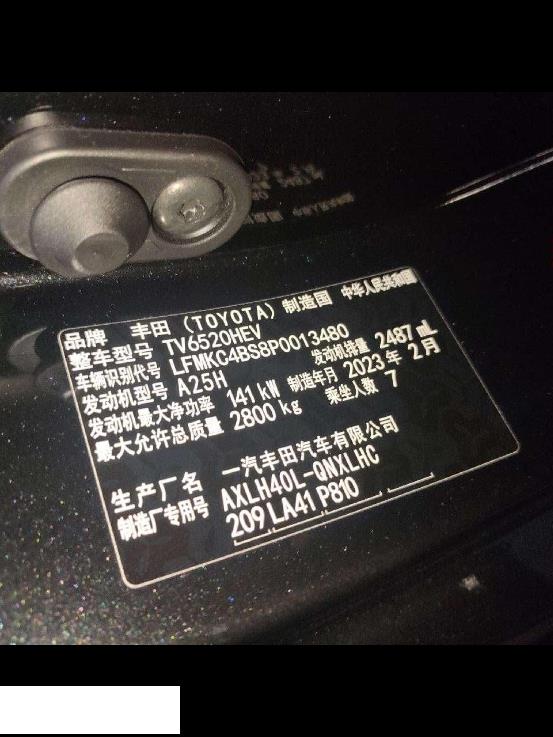 品牌 丰田 (TOYOTA) 制造国 中华人民共和国
整车型号 TV6520HEV
车辆识别代号 LFMKC4BS8P0013480
发动机型号 A25H 发动机排量 2487 mL
发动机最大净功率 141 kW 制造年月 2023 年 2 月
最大允许总质量 2800 kg 乘坐人数 7
生产厂名 一汽丰田汽车有限公司
制造厂专用号 AXLH40L-QNXLHC
209 LA41 P810